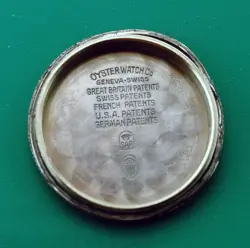 OYSTER WATCH Co
GENEVA-SWISS
GREAT BRITAIN PATENTS
SWISS PATENTS
FRENCH PATENTS
U.S.A. PATENTS
GERMAN PATENTS